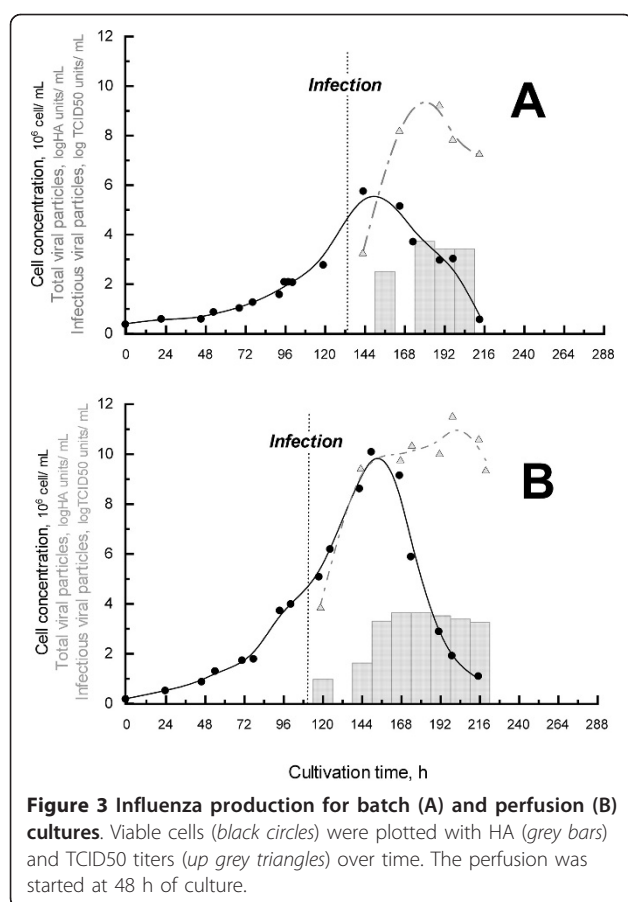 12
10
8
6
4
2
0
Cell concentration, 10⁶ cell/ mL
Total viral particles, logHA units/ mL
Infectious viral particles, log TCID50 units/ mL
Infection
A
0 24 48 72 96 120 144 168 192 216 240 264 288
12
10
8
6
4
2
0
Cell concentration, 10⁶ cell/ mL
Total viral particles, logHA units/ mL
Infectious viral particles, logTCID50 units/ mL
Infection
B
0 24 48 72 96 120 144 168 192 216 240 264 288
Cultivation time, h
Figure 3 Influenza production for batch (A) and perfusion (B)
cultures. Viable cells (black circles) were plotted with HA (grey bars)
and TCID50 titers (up grey triangles) over time. The perfusion was
started at 48 h of culture.